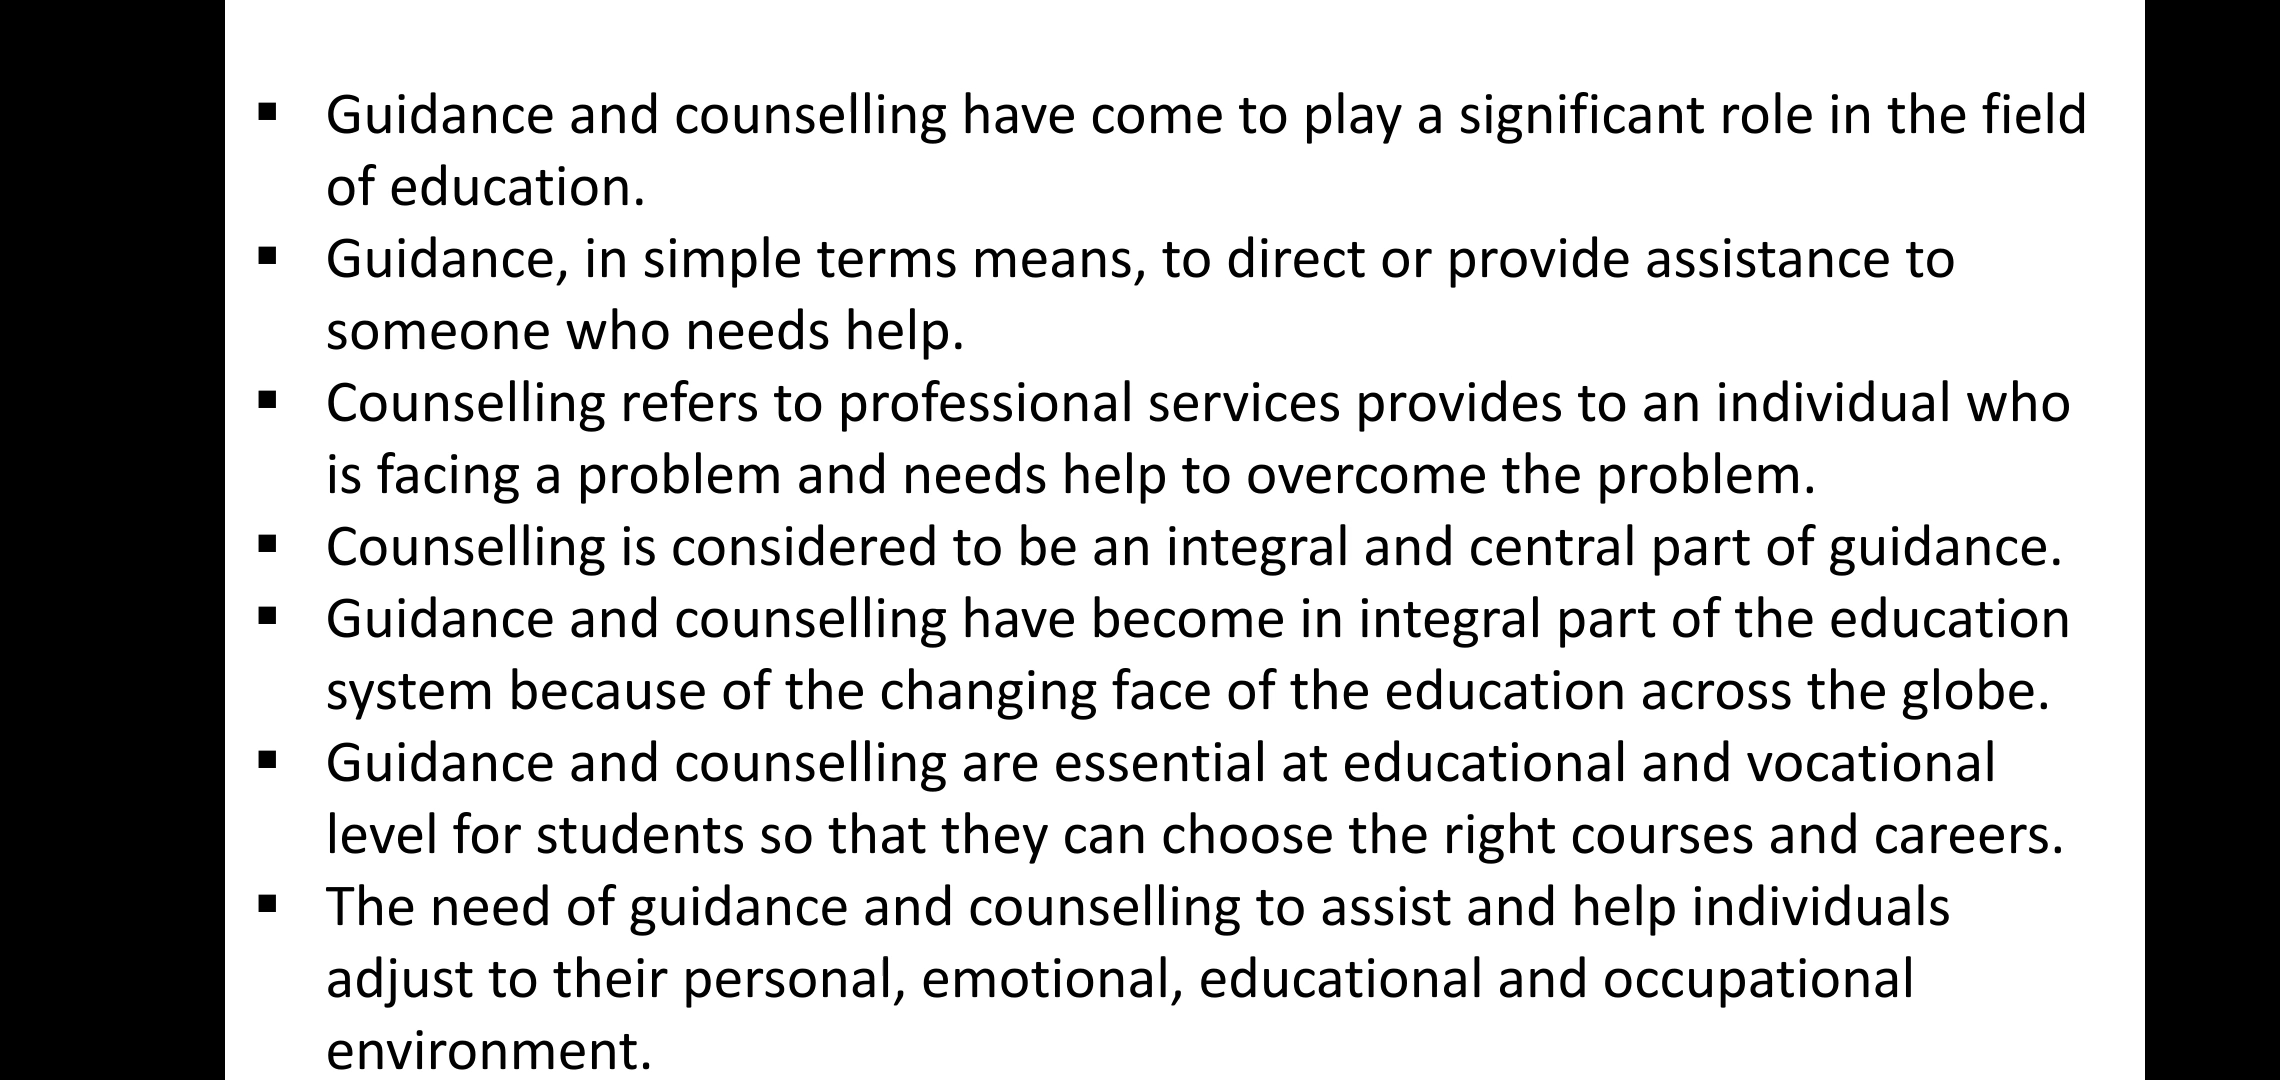 ▪ Guidance and counselling have come to play a significant role in the field
of education.
▪ Guidance, in simple terms means, to direct or provide assistance to
someone who needs help.
▪ Counselling refers to professional services provides to an individual who
is facing a problem and needs help to overcome the problem.
▪ Counselling is considered to be an integral and central part of guidance.
▪ Guidance and counselling have become in integral part of the education
system because of the changing face of the education across the globe.
▪ Guidance and counselling are essential at educational and vocational
level for students so that they can choose the right courses and careers.
▪ The need of guidance and counselling to assist and help individuals
adjust to their personal, emotional, educational and occupational
environment.